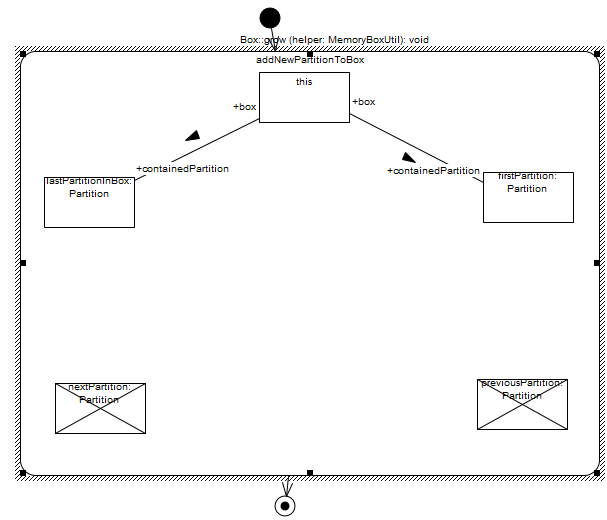 Box::grow (helper: MemoryBoxUtil): void
addNewPartitionToBox
this
+box
+box
+containedPartition
+containedPartition
lastPartitionInBox:
Partition
firstPartition:
Partition
nextPartition:
Partition
previousPartition:
Partition